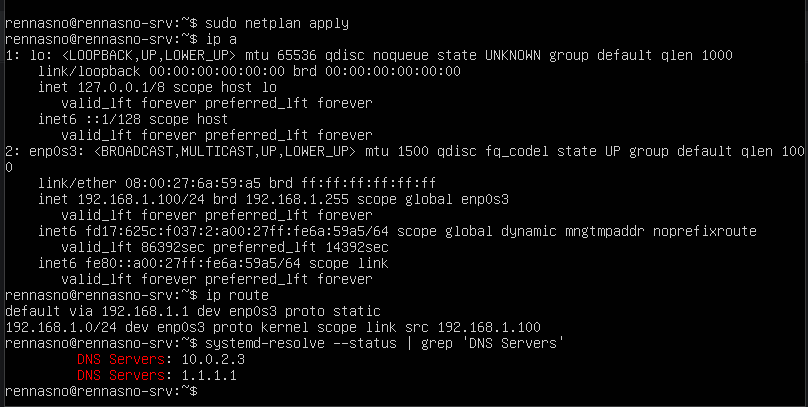 rennasno@rennasno-srv:~$ sudo netplan apply
rennasno@rennasno-srv:~$ ip a
1: lo: <LOOPBACK,UP,LOWER_UP> mtu 65536 qdisc noqueue state UNKNOWN group default qlen 1000
    link/loopback 00:00:00:00:00:00 brd 00:00:00:00:00:00
    inet 127.0.0.1/8 scope host lo
       valid_lft forever preferred_lft forever
    inet6 ::1/128 scope host
       valid_lft forever preferred_lft forever
2: enp0s3: <BROADCAST,MULTICAST,UP,LOWER_UP> mtu 1500 qdisc fq_codel state UP group default qlen 100
0
    link/ether 08:00:27:6a:59:a5 brd ff:ff:ff:ff:ff:ff
    inet 192.168.1.100/24 brd 192.168.1.255 scope global enp0s3
       valid_lft forever preferred_lft forever
    inet6 fd17:625c:f037:2:a00:27ff:fe6a:59a5/64 scope global dynamic mngtmpaddr noprefixroute
       valid_lft 86392sec preferred_lft 14392sec
    inet6 fe80::a00:27ff:fe6a:59a5/64 scope link
       valid_lft forever preferred_lft forever
rennasno@rennasno-srv:~$ ip route
default via 192.168.1.1 dev enp0s3 proto static
192.168.1.0/24 dev enp0s3 proto kernel scope link src 192.168.1.100
rennasno@rennasno-srv:~$ systemd-resolve --status | grep 'DNS Servers'
         DNS Servers: 10.0.2.3
         DNS Servers: 1.1.1.1
rennasno@rennasno-srv:~$